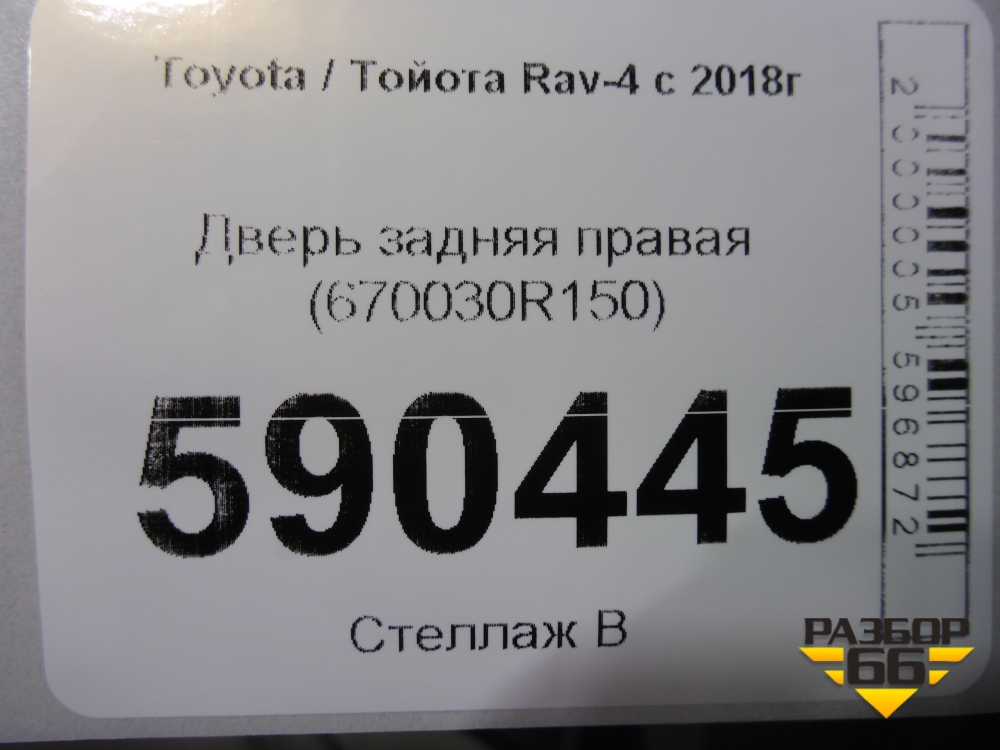 Toyota / Тойота Rav-4 с 2018г
Дверь задняя правая
(670030R150)
590445
Стеллаж В
2000005596872
РАЗБОР
66